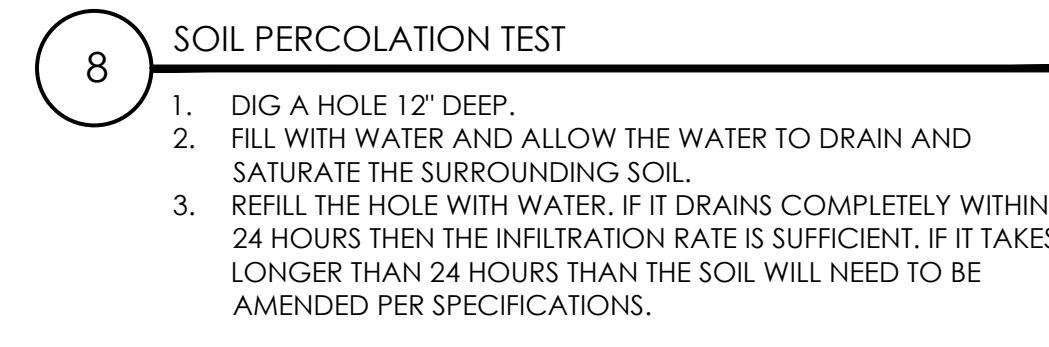 8
SOIL PERCOLATION TEST
1. DIG A HOLE 12" DEEP.
2. FILL WITH WATER AND ALLOW THE WATER TO DRAIN AND
SATURATE THE SURROUNDING SOIL.
3. REFILL THE HOLE WITH WATER. IF IT DRAINS COMPLETELY WITHIN
24 HOURS THEN THE INFILTRATION RATE IS SUFFICIENT. IF IT TAKES
LONGER THAN 24 HOURS THAN THE SOIL WILL NEED TO BE
AMENDED PER SPECIFICATIONS.